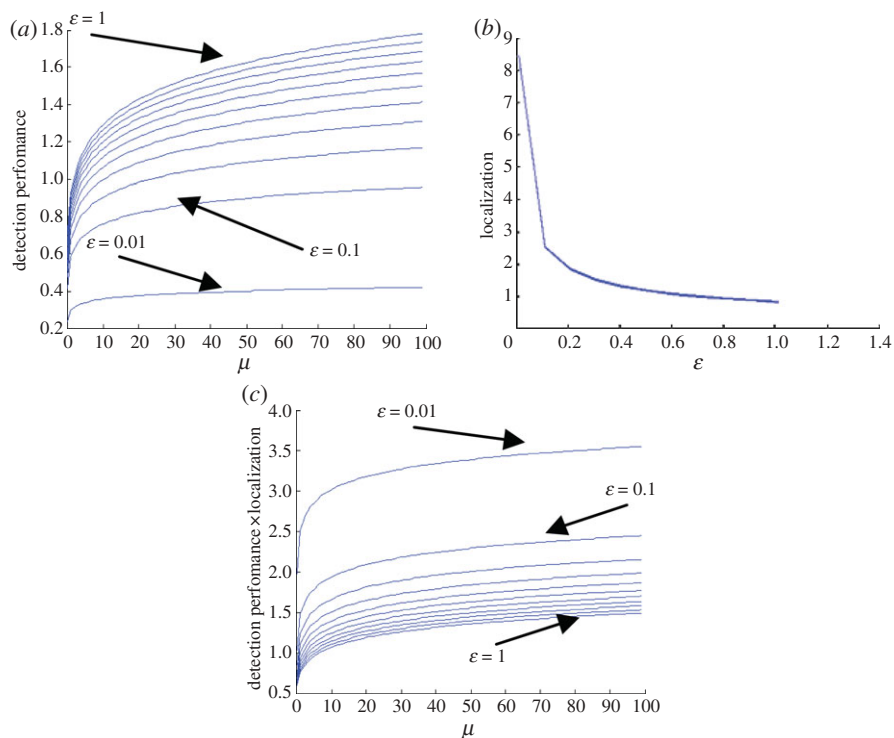 (a)
ε = 1
1.8
1.6
1.4
1.2
1.0
0.8
0.6
0.4
0.2
detection perfomance
ε = 0.01
ε = 0.1
0 10 20 30 40 50 60 70 80 90 100
μ
(b)
9
8
7
6
5
4
3
2
1
localization
0 0.2 0.4 0.6 0.8 1.0 1.2 1.4
ε
(c)
4.0
3.5
3.0
2.5
2.0
1.5
1.0
0.5
detection perfomance × localization
ε = 0.01
ε = 0.1
ε = 1
0 10 20 30 40 50 60 70 80 90 100
μ